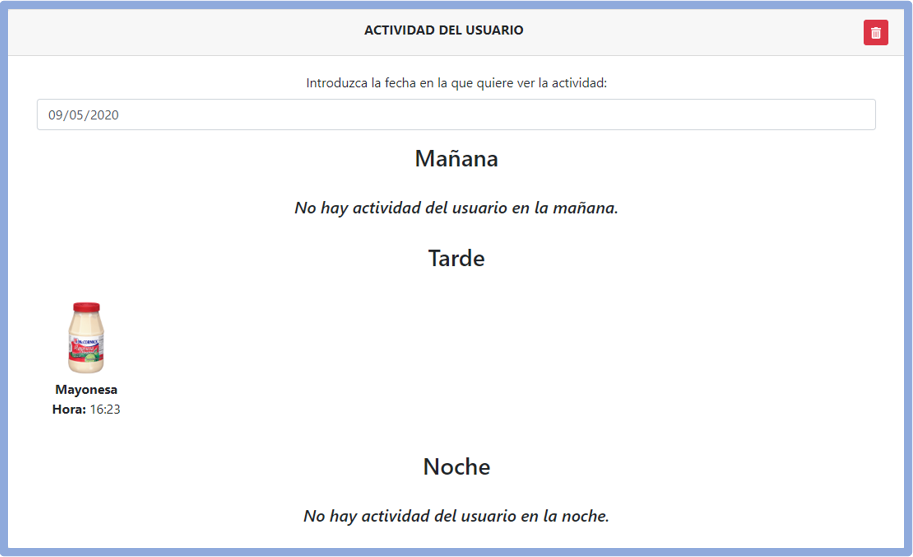 ACTIVIDAD DEL USUARIO
Introduzca la fecha en la que quiere ver la actividad:
09/05/2020
Mañana
No hay actividad del usuario en la mañana.
Tarde
Mayonesa
Hora: 16:23
Noche
No hay actividad del usuario en la noche.